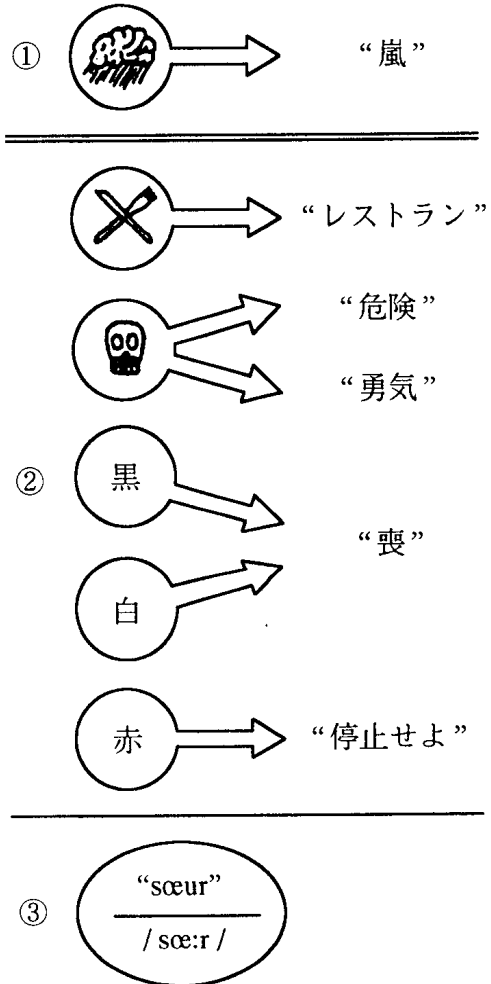 ① “嵐”
“レストラン”
“危険”
“勇気”
② 黒
“喪”
白
赤 “停止せよ”
“sœur”
③
/ sœ:r /